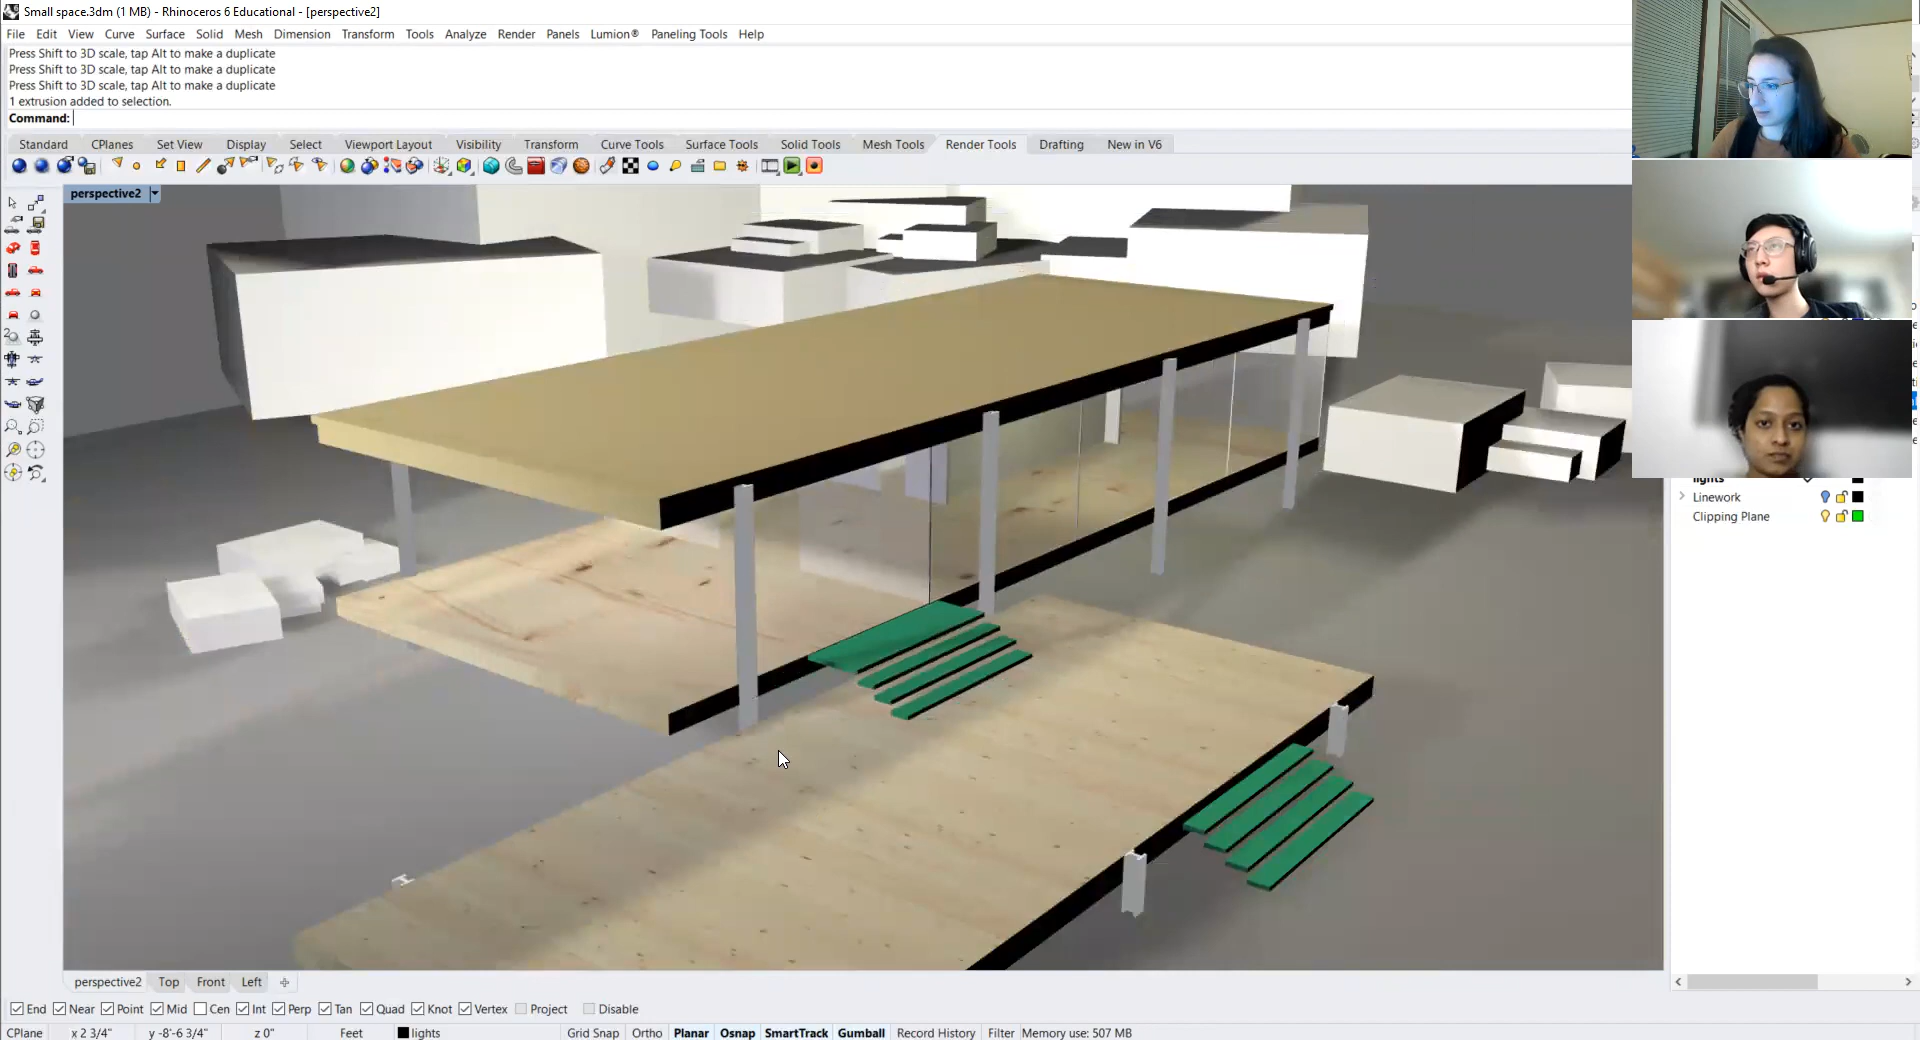 Small space.3dm (1 MB) - Rhinoceros 6 Educational - [perspective2]
File Edit View Curve Surface Solid Mesh Dimension Transform Tools Analyze Render Panels Lumion® Paneling Tools Help
Press Shift to 3D scale, tap Alt to make a duplicate
Press Shift to 3D scale, tap Alt to make a duplicate
Press Shift to 3D scale, tap Alt to make a duplicate
1 extrusion added to selection.
Command:
Standard CPlanes Set View Display Select Viewport Layout Visibility Transform Curve Tools Surface Tools Solid Tools Mesh Tools Render Tools Drafting New in V6
perspective2
lights
Linework
Clipping Plane
perspective2 Top Front Left
End Near Point Mid Cen Int Perp Tan Quad Knot Vertex Project Disable
CPlane x 2 3/4" y -8'-6 3/4" z 0" Feet lights Grid Snap Ortho Planar Osnap SmartTrack Gumball Record History Filter Memory use: 507 MB